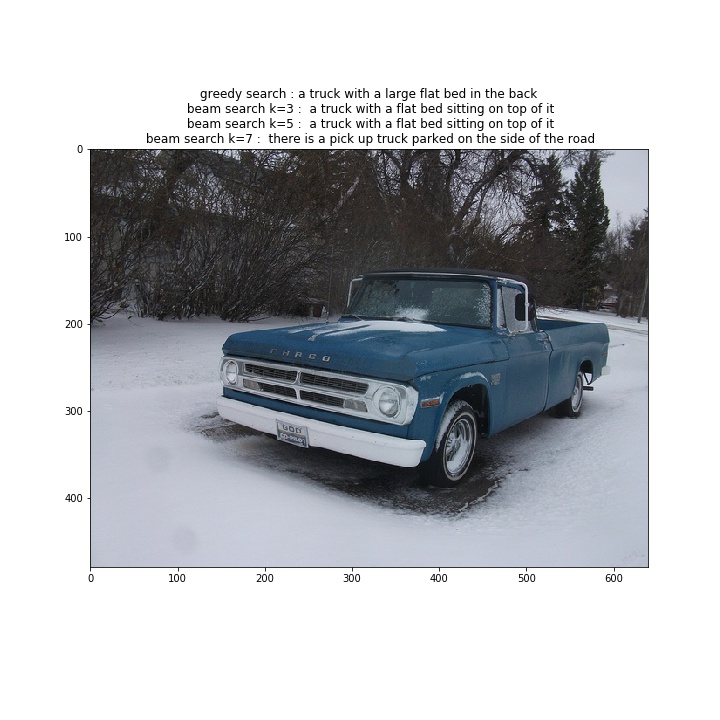 greedy search : a truck with a large flat bed in the back
beam search k=3 :  a truck with a flat bed sitting on top of it
beam search k=5 :  a truck with a flat bed sitting on top of it
beam search k=7 :  there is a pick up truck parked on the side of the road
0
100
200
FARGO
300
400
0 100 200 300 400 500 600